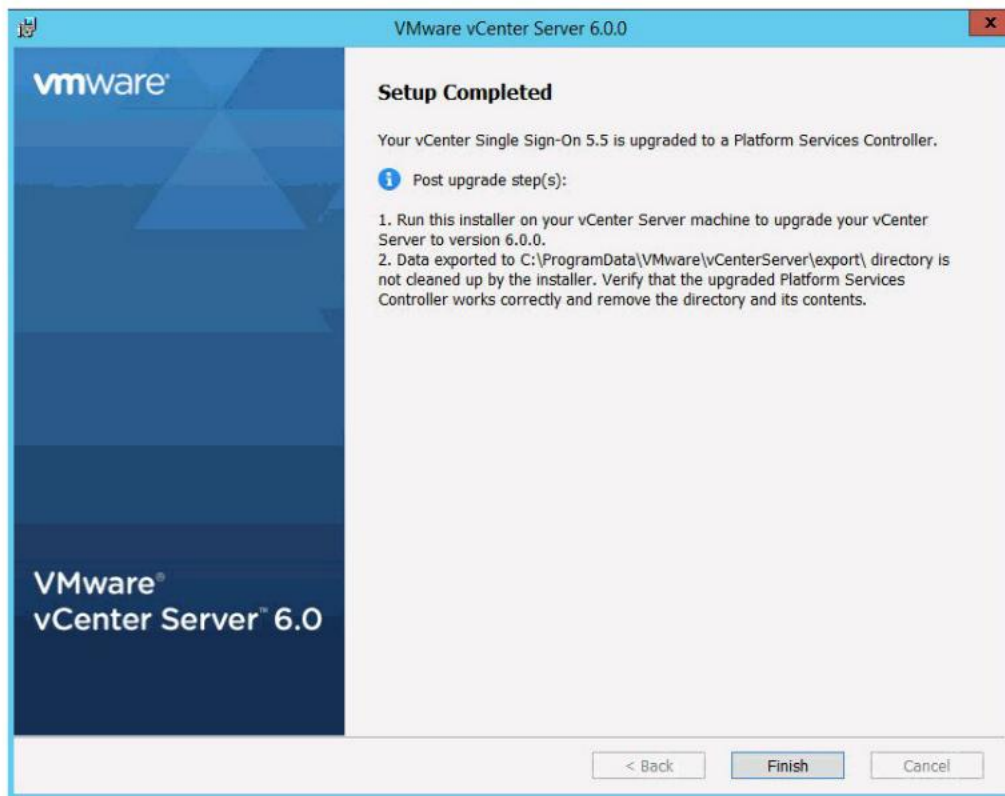 VMware vCenter Server 6.0.0
x
vmware
Setup Completed
Your vCenter Single Sign-On 5.5 is upgraded to a Platform Services Controller.
Post upgrade step(s):
1. Run this installer on your vCenter Server machine to upgrade your vCenter
Server to version 6.0.0.
2. Data exported to C:\ProgramData\VMware\vCenterServer\export\ directory is
not cleaned up by the installer. Verify that the upgraded Platform Services
Controller works correctly and remove the directory and its contents.
VMware®
vCenter Server™ 6.0
< Back
Finish
Cancel